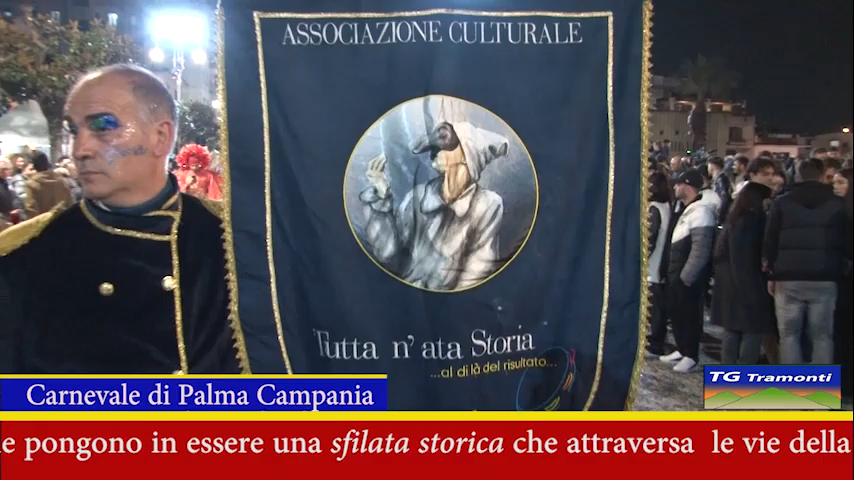 ASSOCIAZIONE CULTURALE
Tutta n' ata Storia
...al di là del risultato...
Carnevale di Palma Campania
TG Tramonti
e pongono in essere una sfilata storica che attraversa le vie della